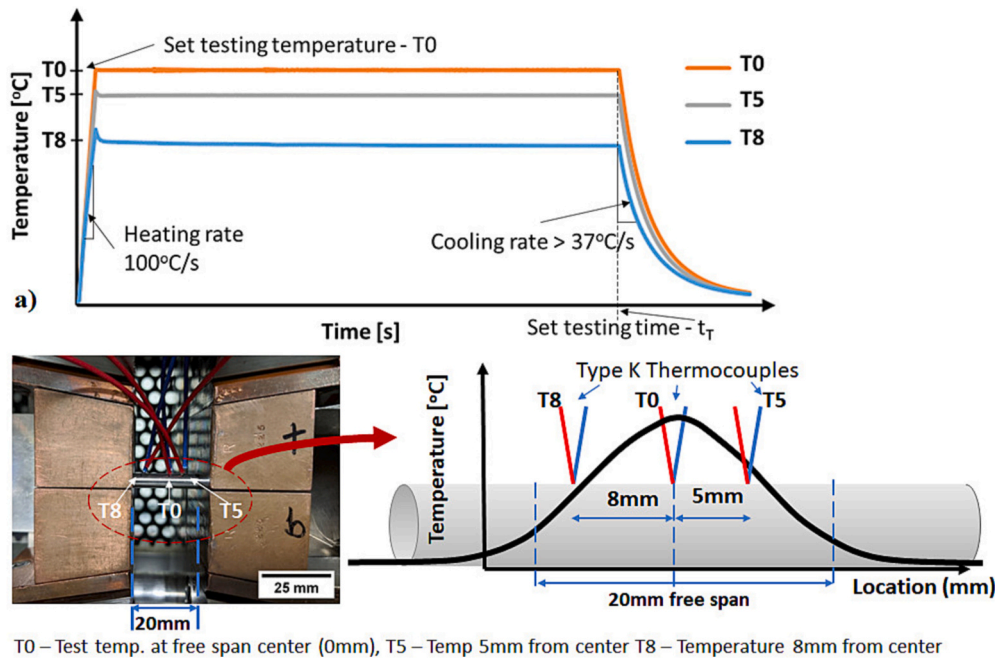 Set testing temperature - T0
T0
T5
T8
Temperature [°C]
T0
T5
T8
Heating rate
100°C/s
Cooling rate > 37°C/s
a)
Time [s]
Set testing time - tT
T8
T0
T5
25 mm
20mm
Temperature [°C]
Type K Thermocouples
T8
T0
T5
8mm
5mm
20mm free span
Location (mm)
T0 – Test temp. at free span center (0mm), T5 – Temp 5mm from center T8 – Temperature 8mm from center